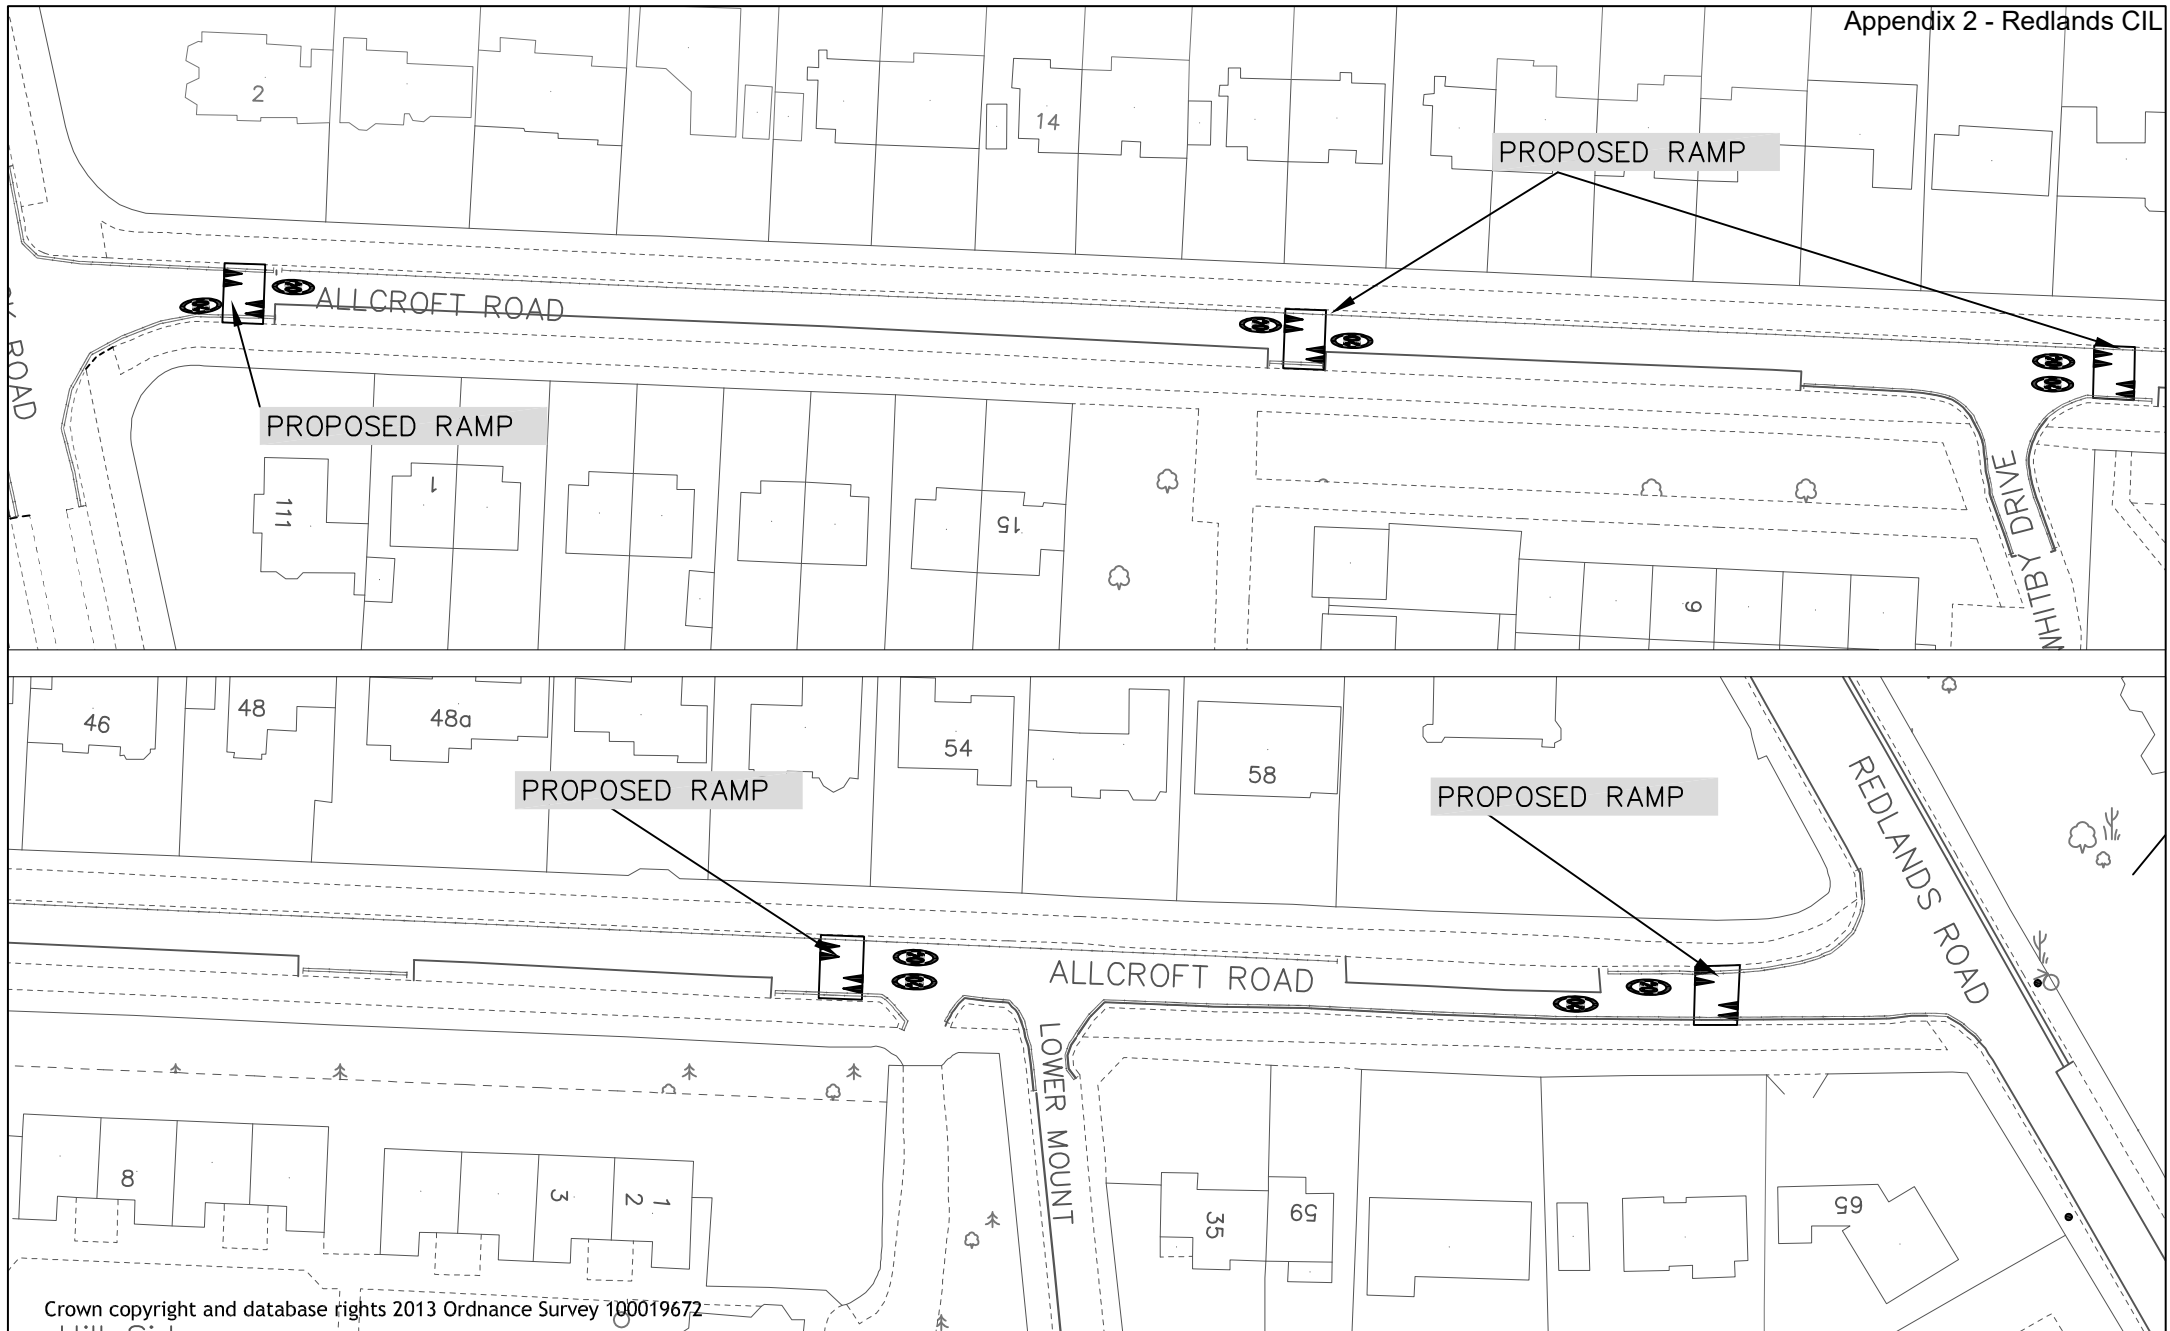 Appendix 2 - Redlands CIL
2
14
PROPOSED RAMP
ALLCROFT ROAD
ROAD
PROPOSED RAMP
111
1
15
9
WHITBY DRIVE
46
48
48a
54
58
PROPOSED RAMP
PROPOSED RAMP
REDLANDS ROAD
ALLCROFT ROAD
LOWER MOUNT
8
3
2
1
35
59
65
Crown copyright and database rights 2013 Ordnance Survey 100019672